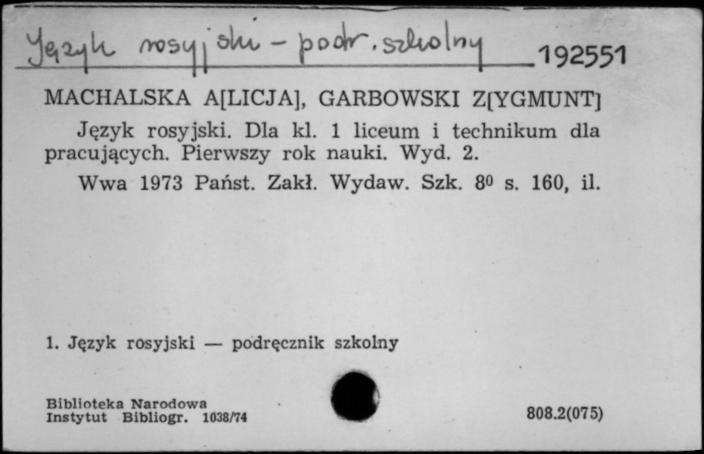 Język rosyjski - podr. szkolny 192551
MACHALSKA A[LICJA], GARBOWSKI Z[YGMUNT]
Język rosyjski. Dla kl. 1 liceum i technikum dla
pracujących. Pierwszy rok nauki. Wyd. 2.
Wwa 1973 Państ. Zakł. Wydaw. Szk. 8⁰ s. 160, il.
1. Język rosyjski — podręcznik szkolny
Biblioteka Narodowa
Instytut Bibliogr. 1038/74 808.2(075)